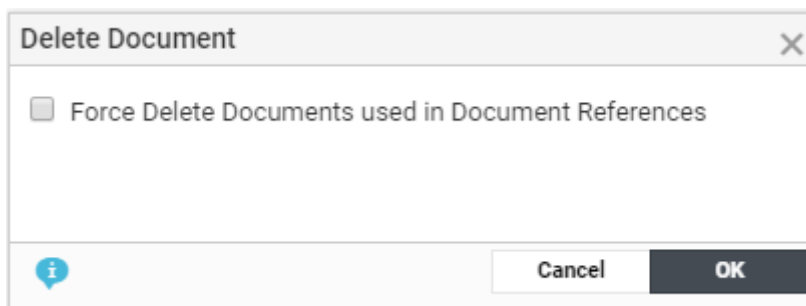 Delete Document
Force Delete Documents used in Document References
Cancel OK